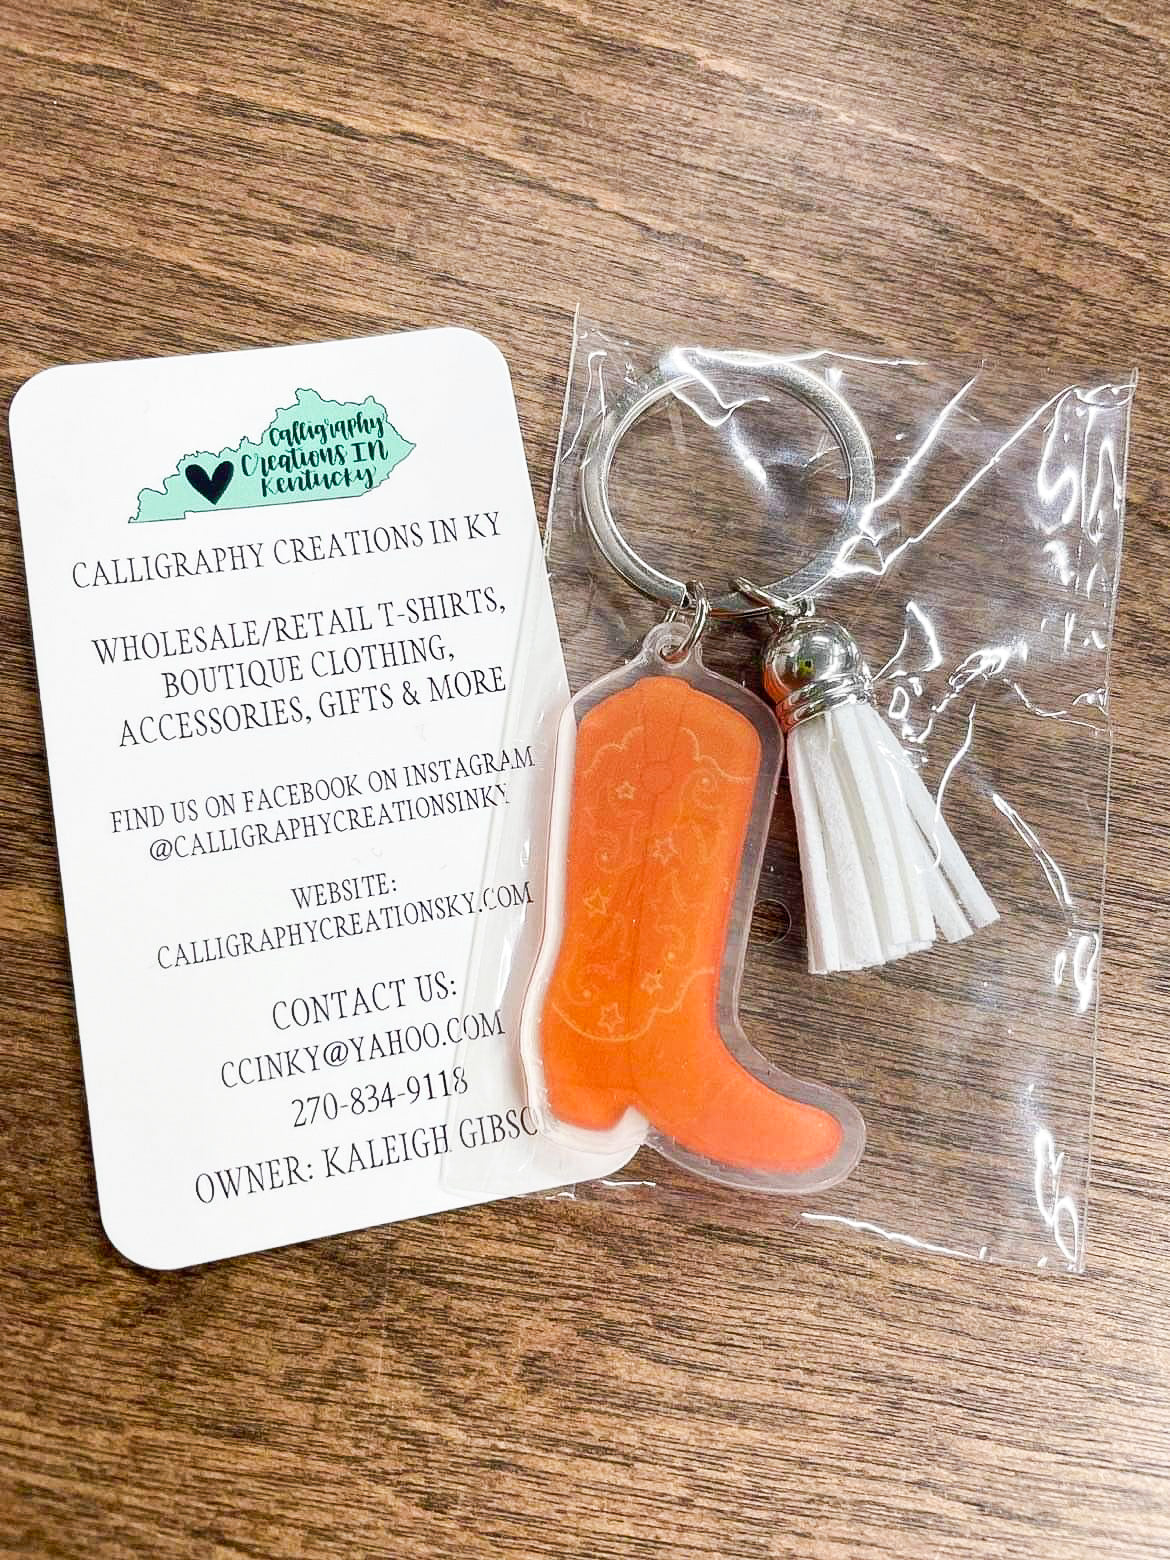 Calligraphy
Creations IN
Kentucky
CALLIGRAPHY CREATIONS IN KY
WHOLESALE/RETAIL T-SHIRTS,
BOUTIQUE CLOTHING,
ACCESSORIES, GIFTS & MORE
FIND US ON FACEBOOK ON INSTAGRAM
@CALLIGRAPHYCREATIONSINKY
WEBSITE:
CALLIGRAPHYCREATIONSKY.COM
CONTACT US:
CCINKY@YAHOO.COM
270-834-9118
OWNER: KALEIGH